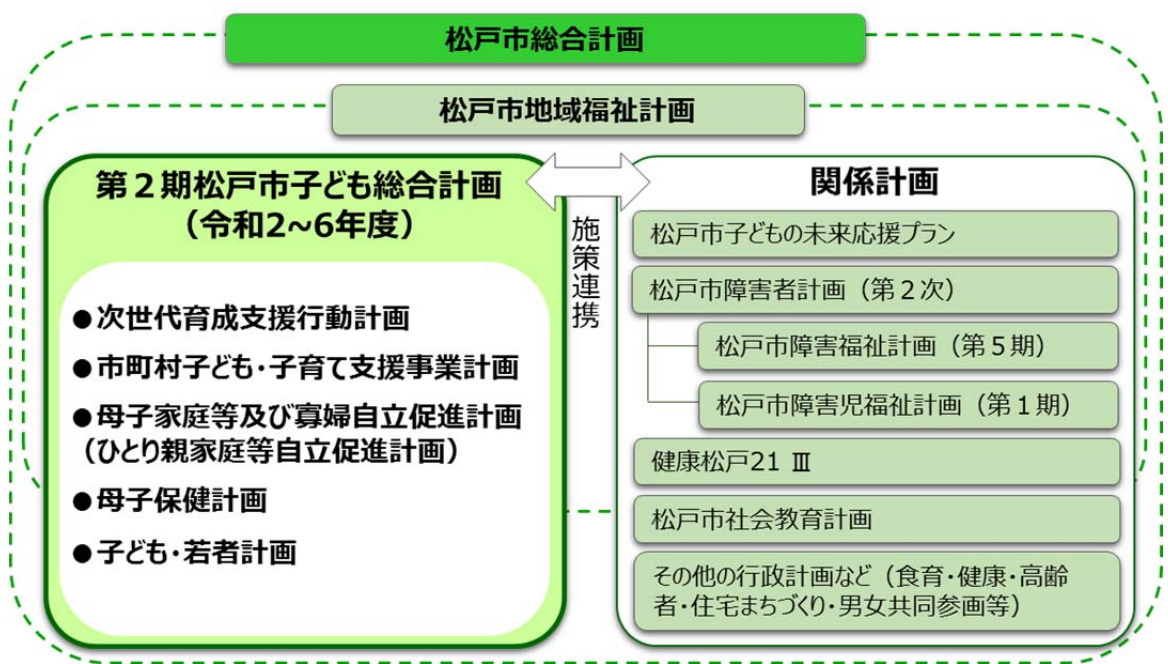 松戸市総合計画
松戸市地域福祉計画
第２期松戸市子ども総合計画
（令和2~6年度）
●次世代育成支援行動計画
●市町村子ども・子育て支援事業計画
●母子家庭等及び寡婦自立促進計画
（ひとり親家庭等自立促進計画）
●母子保健計画
●子ども・若者計画
施策連携
関係計画
松戸市子どもの未来応援プラン
松戸市障害者計画（第２次）
松戸市障害福祉計画（第５期）
松戸市障害児福祉計画（第１期）
健康松戸21 Ⅲ
松戸市社会教育計画
その他の行政計画など（食育・健康・高齢
者・住宅まちづくり・男女共同参画等）